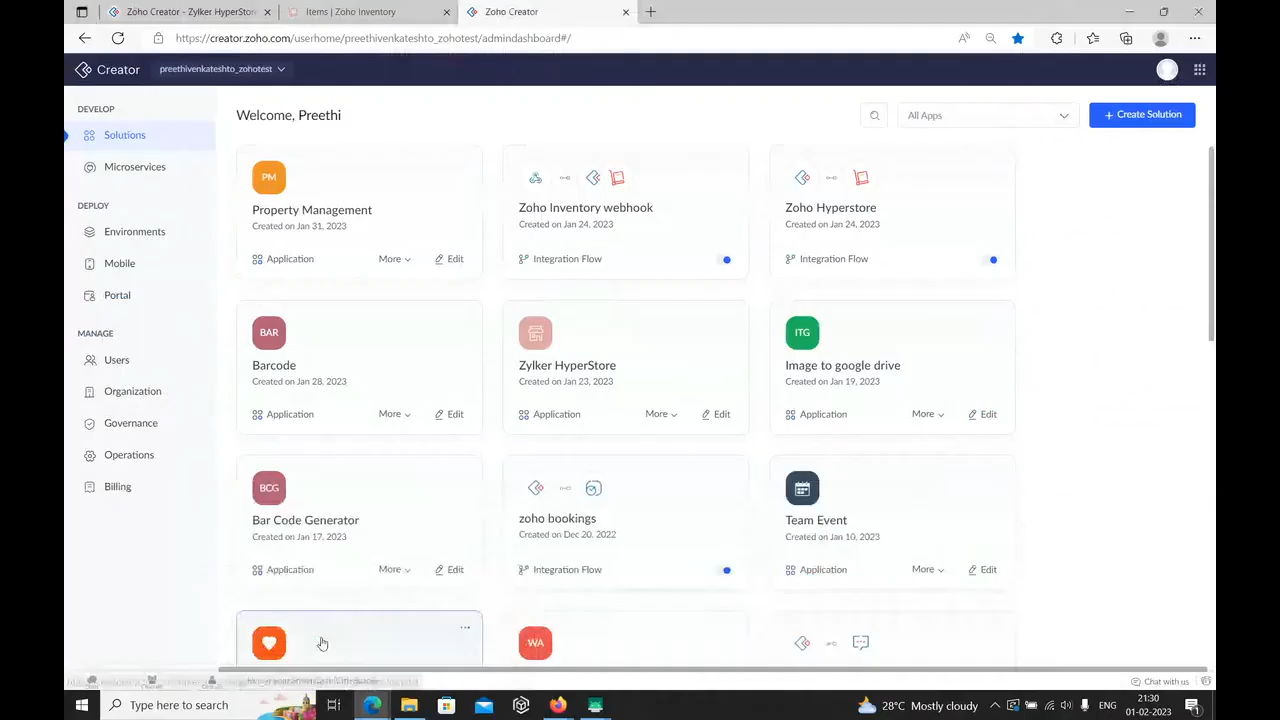 Zoho Creator - Zylker HyperStor
Items | Zoho Inventory
Zoho Creator
https://creator.zoho.com/userhome/preethivenkateshto_zohotest/admindashboard#/
Creator
preethivenkateshto_zohotest
DEVELOP
Solutions
Microservices
DEPLOY
Environments
Mobile
Portal
MANAGE
Users
Organization
Governance
Operations
Billing
Welcome, Preethi
All Apps
+ Create Solution
PM
Property Management
Created on Jan 31, 2023
Application
More
Edit
Zoho Inventory webhook
Created on Jan 24, 2023
Integration Flow
Zoho Hyperstore
Created on Jan 24, 2023
Integration Flow
BAR
Barcode
Created on Jan 28, 2023
Application
More
Edit
Zylker HyperStore
Created on Jan 23, 2023
Application
More
Edit
ITG
Image to google drive
Created on Jan 19, 2023
Application
More
Edit
BCG
Bar Code Generator
Created on Jan 17, 2023
Application
More
Edit
zoho bookings
Created on Dec 20, 2022
Integration Flow
Team Event
Created on Jan 10, 2023
Application
More
Edit
WA
Chat with us
Type here to search
28°C Mostly cloudy
ENG
21:30
01-02-2023